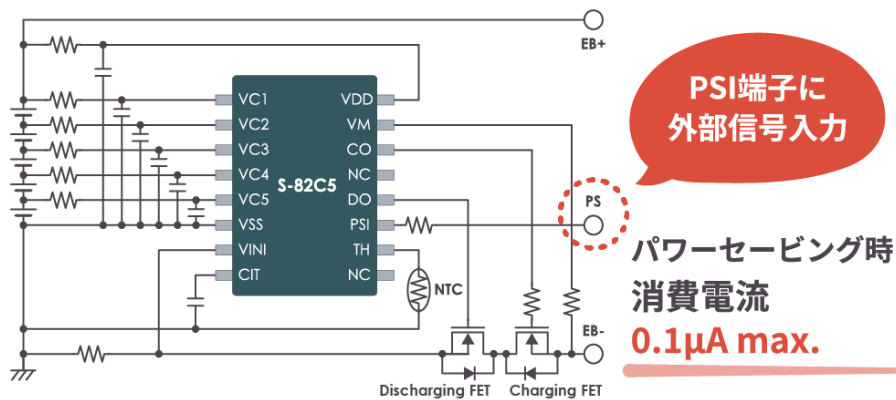 EB+
PSI端子に
外部信号入力
VC1
VC2
VC3
VC4
VC5
VSS
VINI
CIT
S-82C5
VDD
VM
CO
NC
DO
PSI
TH
NC
NTC
PS
パワーセービング時
消費電流
0.1μA max.
EB-
Discharging FET
Charging FET